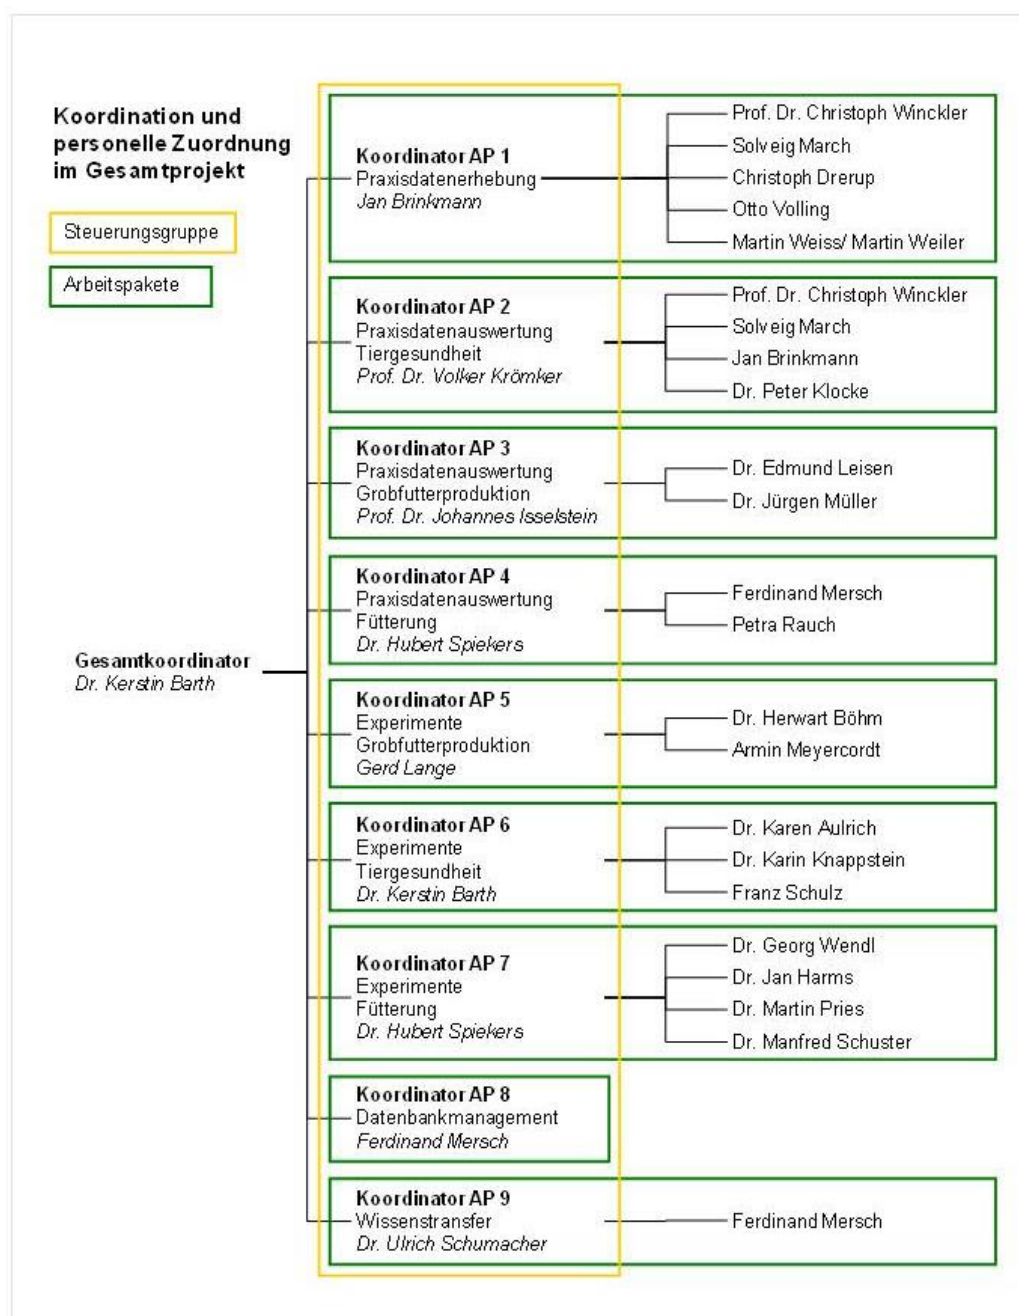 Koordination und
personelle Zuordnung
im Gesamtprojekt
Steuerungsgruppe
Arbeitspakete
Gesamtkoordinator
Dr. Kerstin Barth
Koordinator AP 1
Praxisdatenerhebung
Jan Brinkmann
Prof. Dr. Christoph Winckler
Solveig March
Christoph Drerup
Otto Volling
Martin Weiss/ Martin Weiler
Koordinator AP 2
Praxisdatenauswertung
Tiergesundheit
Prof. Dr. Volker Krömker
Prof. Dr. Christoph Winckler
Solveig March
Jan Brinkmann
Dr. Peter Klocke
Koordinator AP 3
Praxisdatenauswertung
Grobfutterproduktion
Prof. Dr. Johannes Isselstein
Dr. Edmund Leisen
Dr. Jürgen Müller
Koordinator AP 4
Praxisdatenauswertung
Fütterung
Dr. Hubert Spiekers
Ferdinand Mersch
Petra Rauch
Koordinator AP 5
Experimente
Grobfutterproduktion
Gerd Lange
Dr. Herwart Böhm
Armin Meyercordt
Koordinator AP 6
Experimente
Tiergesundheit
Dr. Kerstin Barth
Dr. Karen Aulrich
Dr. Karin Knappstein
Franz Schulz
Koordinator AP 7
Experimente
Fütterung
Dr. Hubert Spiekers
Dr. Georg Wendl
Dr. Jan Harms
Dr. Martin Pries
Dr. Manfred Schuster
Koordinator AP 8
Datenbankmanagement
Ferdinand Mersch
Koordinator AP 9
Wissenstransfer
Dr. Ulrich Schumacher
Ferdinand Mersch